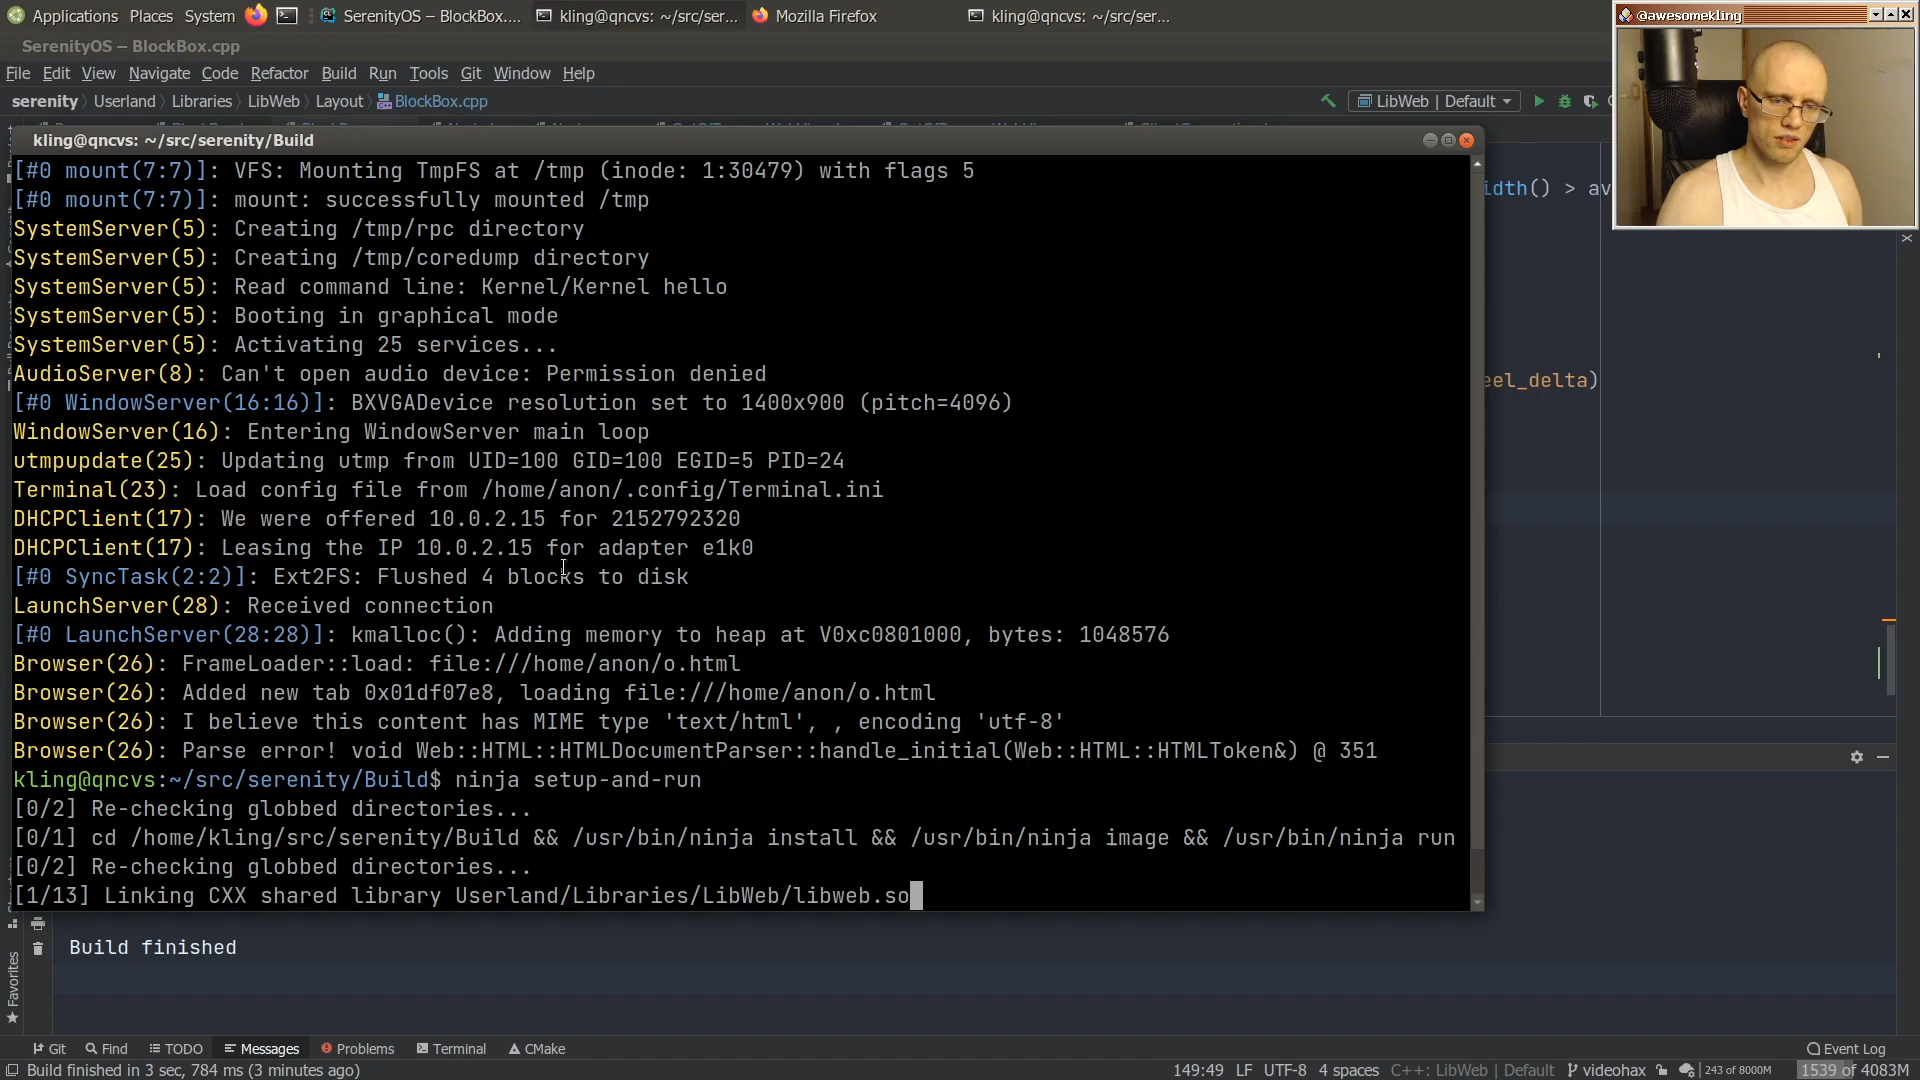 Applications Places System SerenityOS – BlockBox.... kling@qncvs: ~/src/ser... Mozilla Firefox kling@qncvs: ~/src/ser...
@awesomekling
SerenityOS – BlockBox.cpp
File Edit View Navigate Code Refactor Build Run Tools Git Window Help
serenity Userland Libraries LibWeb Layout BlockBox.cpp LibWeb | Default
kling@qncvs: ~/src/serenity/Build
[#0 mount(7:7)]: VFS: Mounting TmpFS at /tmp (inode: 1:30479) with flags 5
idth() > av
[#0 mount(7:7)]: mount: successfully mounted /tmp
SystemServer(5): Creating /tmp/rpc directory
SystemServer(5): Creating /tmp/coredump directory
SystemServer(5): Read command line: Kernel/Kernel hello
SystemServer(5): Booting in graphical mode
SystemServer(5): Activating 25 services...
AudioServer(8): Can't open audio device: Permission denied
eel_delta)
[#0 WindowServer(16:16)]: BXVGADevice resolution set to 1400x900 (pitch=4096)
WindowServer(16): Entering WindowServer main loop
utmpupdate(25): Updating utmp from UID=100 GID=100 EGID=5 PID=24
Terminal(23): Load config file from /home/anon/.config/Terminal.ini
DHCPClient(17): We were offered 10.0.2.15 for 2152792320
DHCPClient(17): Leasing the IP 10.0.2.15 for adapter e1k0
[#0 SyncTask(2:2)]: Ext2FS: Flushed 4 blocks to disk
LaunchServer(28): Received connection
[#0 LaunchServer(28:28)]: kmalloc(): Adding memory to heap at V0xc0801000, bytes: 1048576
Browser(26): FrameLoader::load: file:///home/anon/o.html
Browser(26): Added new tab 0x01df07e8, loading file:///home/anon/o.html
Browser(26): I believe this content has MIME type 'text/html', , encoding 'utf-8'
Browser(26): Parse error! void Web::HTML::HTMLDocumentParser::handle_initial(Web::HTML::HTMLToken&) @ 351
kling@qncvs:~/src/serenity/Build$ ninja setup-and-run
[0/2] Re-checking globbed directories...
[0/1] cd /home/kling/src/serenity/Build && /usr/bin/ninja install && /usr/bin/ninja image && /usr/bin/ninja run
[0/2] Re-checking globbed directories...
[1/13] Linking CXX shared library Userland/Libraries/LibWeb/libweb.so
Build finished
Favorites
Git Find TODO Messages Problems Terminal CMake Event Log
Build finished in 3 sec, 784 ms (3 minutes ago) 149:49 LF UTF-8 4 spaces C++: LibWeb | Default videohax 243 of 8000M 1539 of 4083M